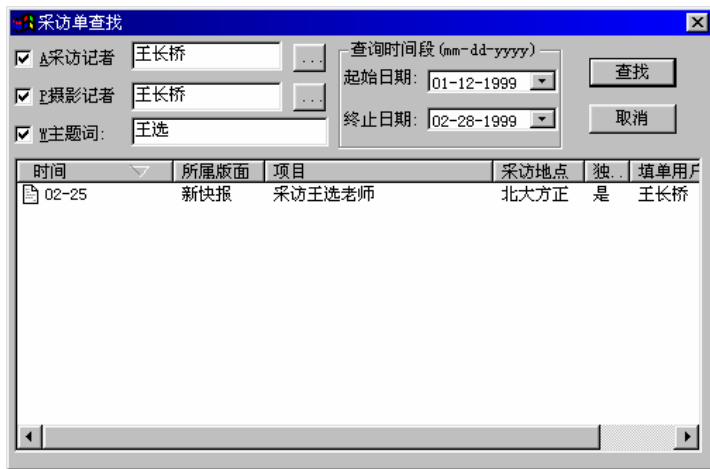 采访单查找
A采访记者 王长桥 ...
P摄影记者 王长桥 ...
W主题词: 王选
查询时间段(mm-dd-yyyy)
起始日期: 01-12-1999
终止日期: 02-28-1999
查找
取消
时间 所属版面 项目 采访地点 独.. 填单用户
02-25 新快报 采访王选老师 北大方正 是 王长桥